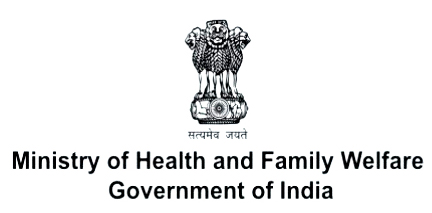 सत्यमेव जयते
Ministry of Health and Family Welfare
Government of India